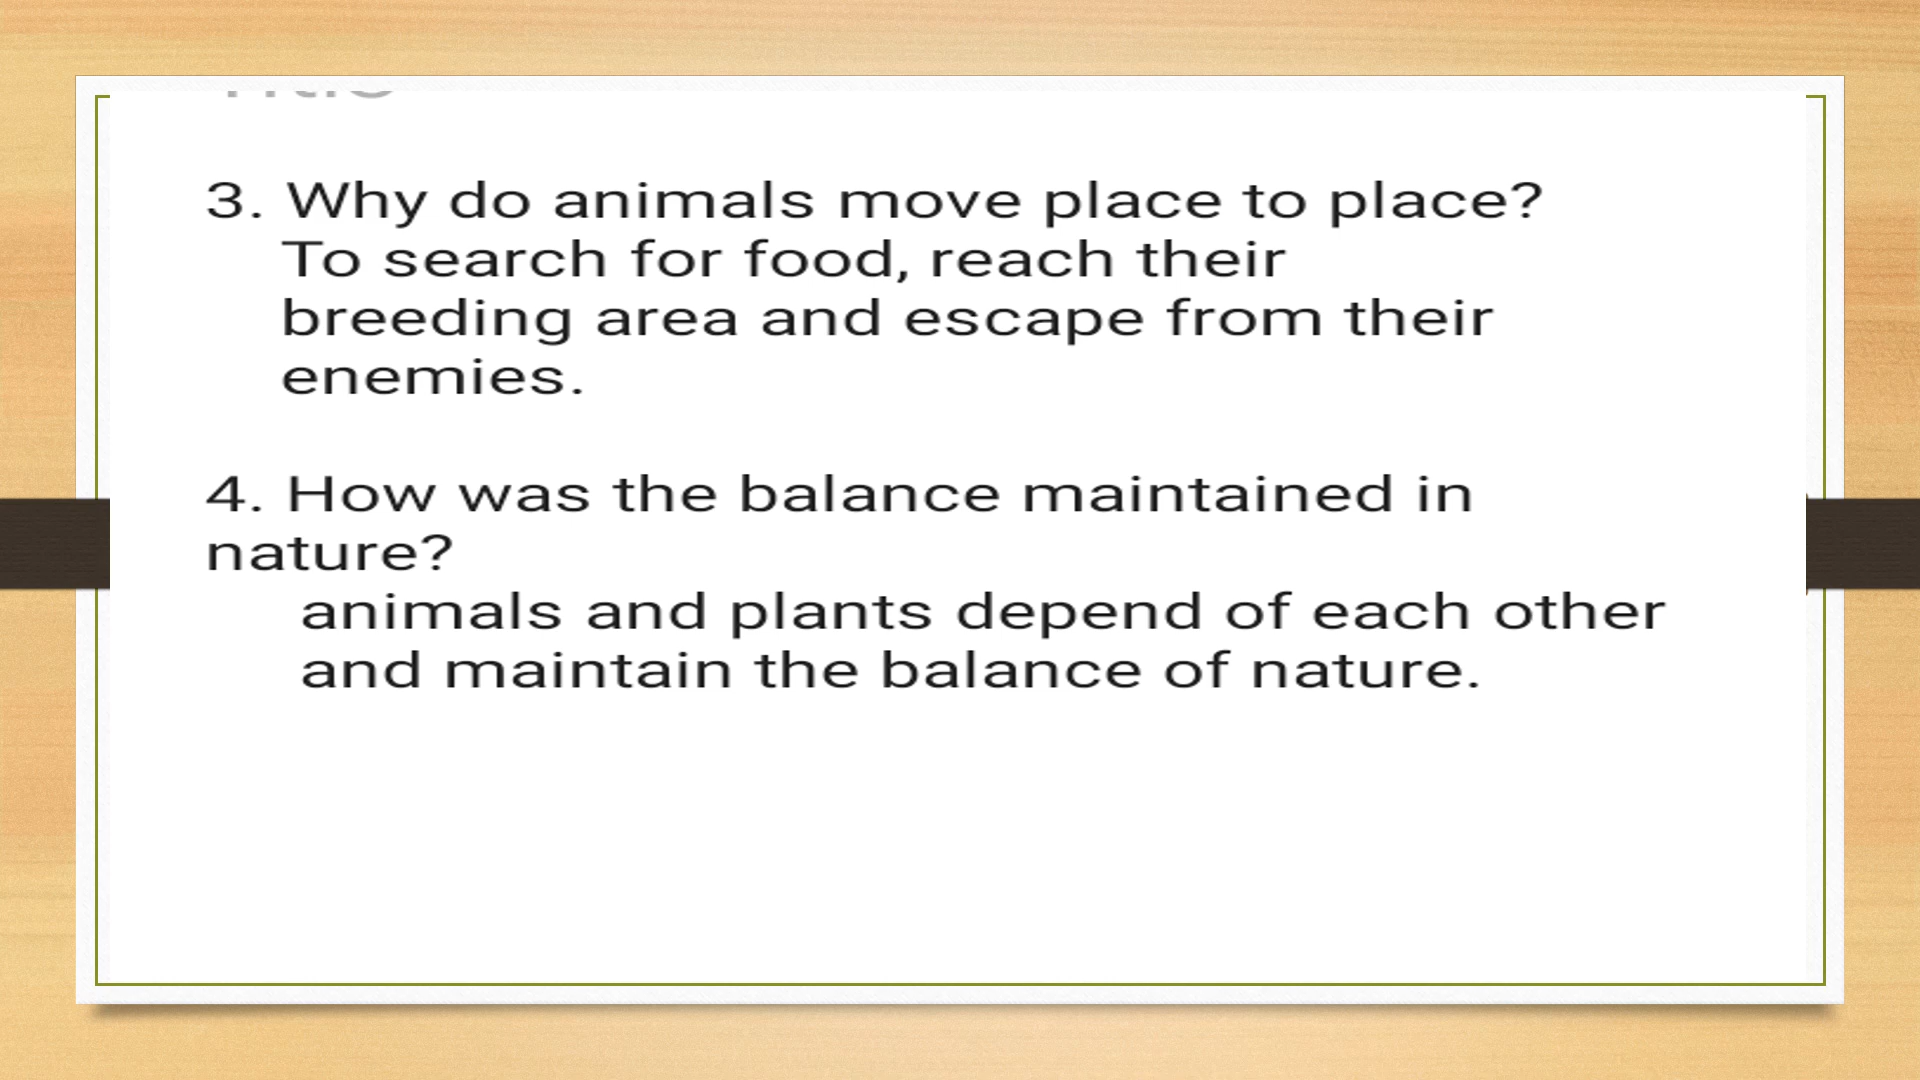 3. Why do animals move place to place?
To search for food, reach their
breeding area and escape from their
enemies.
4. How was the balance maintained in
nature?
animals and plants depend of each other
and maintain the balance of nature.